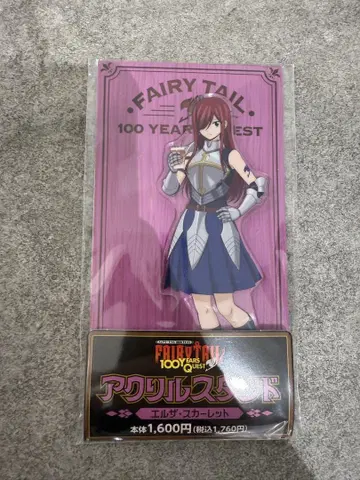 FAIRY TAIL
100 YEARS QUEST
FAIRY TAIL
100 YEARS
QUEST
アクリルスタンド
エルザ・スカーレット
本体1,600円(税込1,760円)